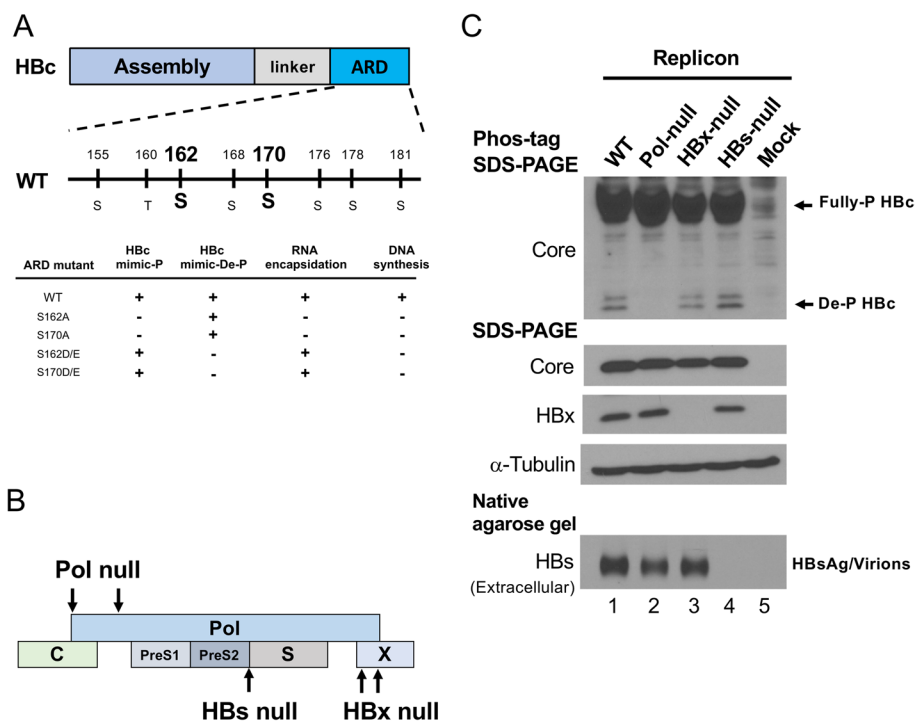 A
HBc
Assembly
linker
ARD
155 160 162 168 170 176 178 181
WT
S T S S S S S S
ARD mutant HBc mimic-P HBc mimic-De-P RNA encapsidation DNA synthesis
WT + + + +
S162A - + - -
S170A - + - -
S162D/E + - + -
S170D/E + - + -
B
Pol null
Pol
C PreS1 PreS2 S X
HBs null HBx null
C
Replicon
Phos-tag
SDS-PAGE
WT Pol-null HBx-null HBs-null Mock
Fully-P HBc
Core
De-P HBc
SDS-PAGE
Core
HBx
α-Tubulin
Native
agarose gel
HBs
(Extracellular)
HBsAg/Virions
1 2 3 4 5